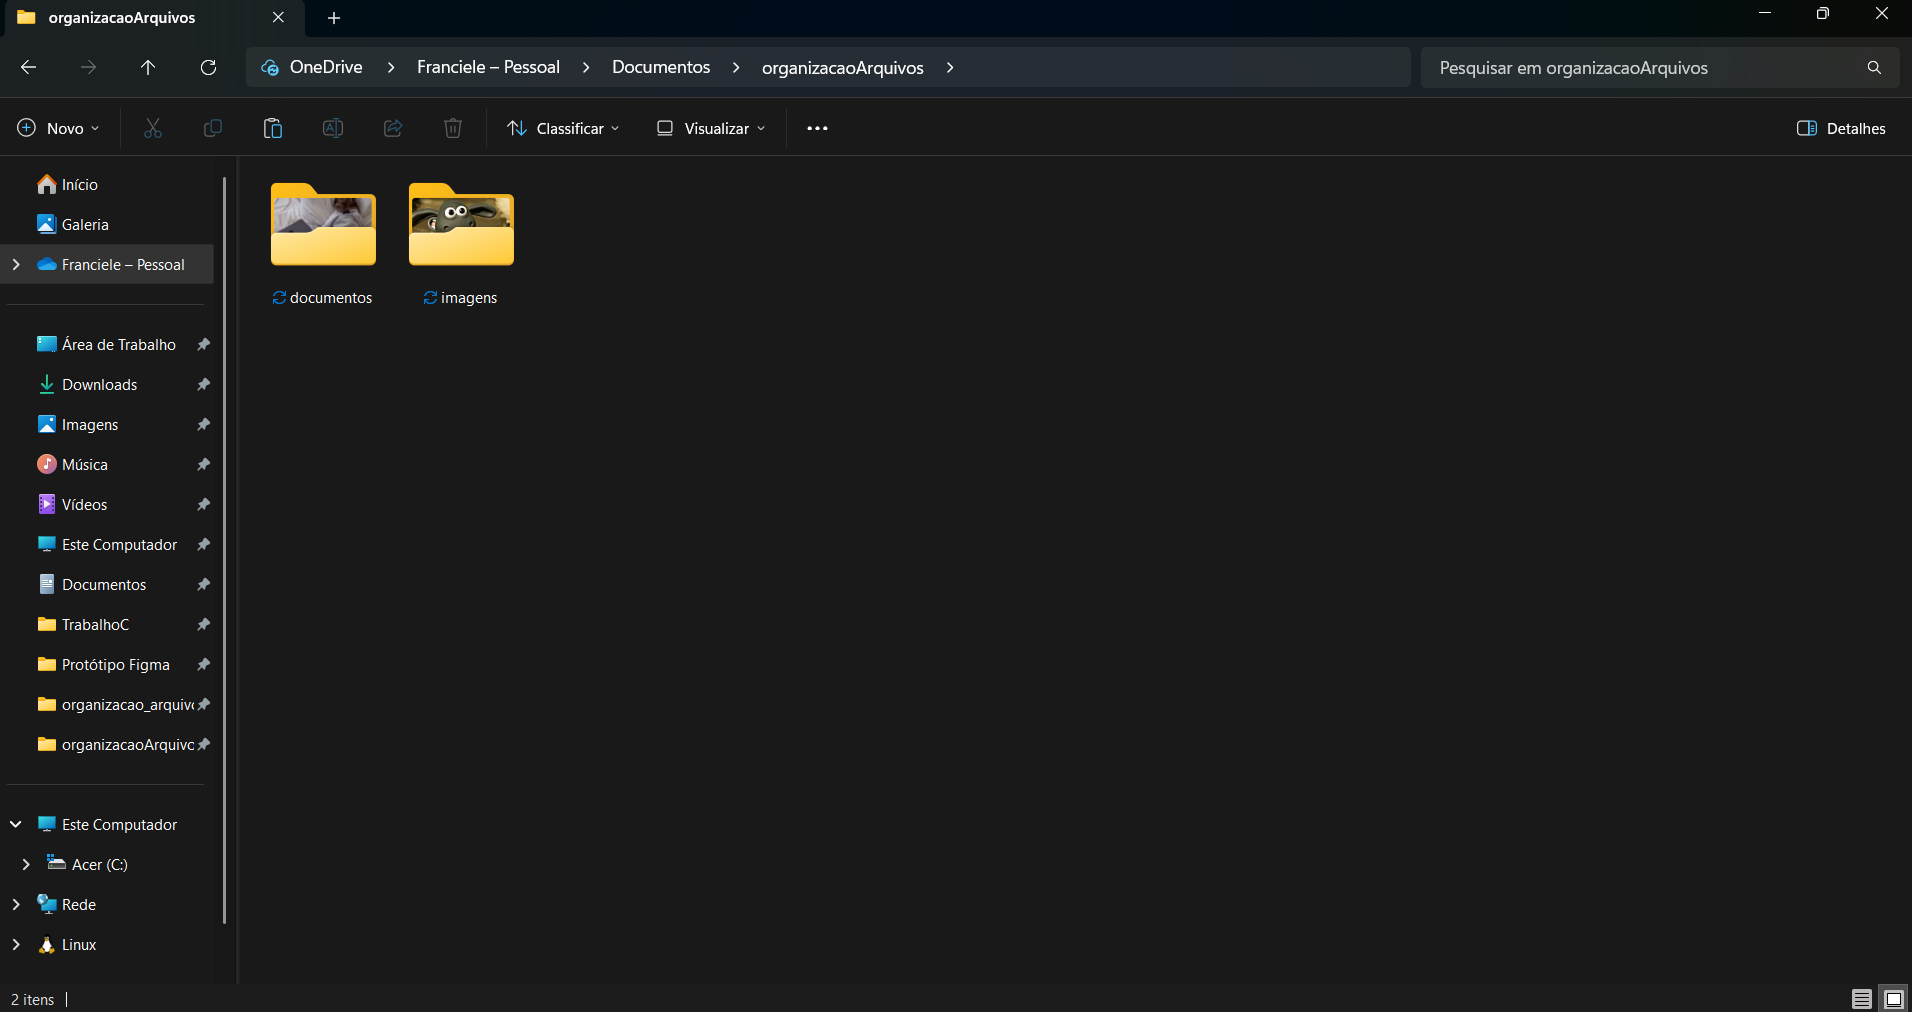 organizacaoArquivos
OneDrive > Franciele – Pessoal > Documentos > organizacaoArquivos >
Pesquisar em organizacaoArquivos
Novo
Classificar
Visualizar
Detalhes
Início
Galeria
Franciele – Pessoal
Área de Trabalho
Downloads
Imagens
Música
Vídeos
Este Computador
Documentos
TrabalhoC
Protótipo Figma
organizacao_arquiv
organizacaoArquivo
Este Computador
Acer (C:)
Rede
Linux
documentos
imagens
2 itens